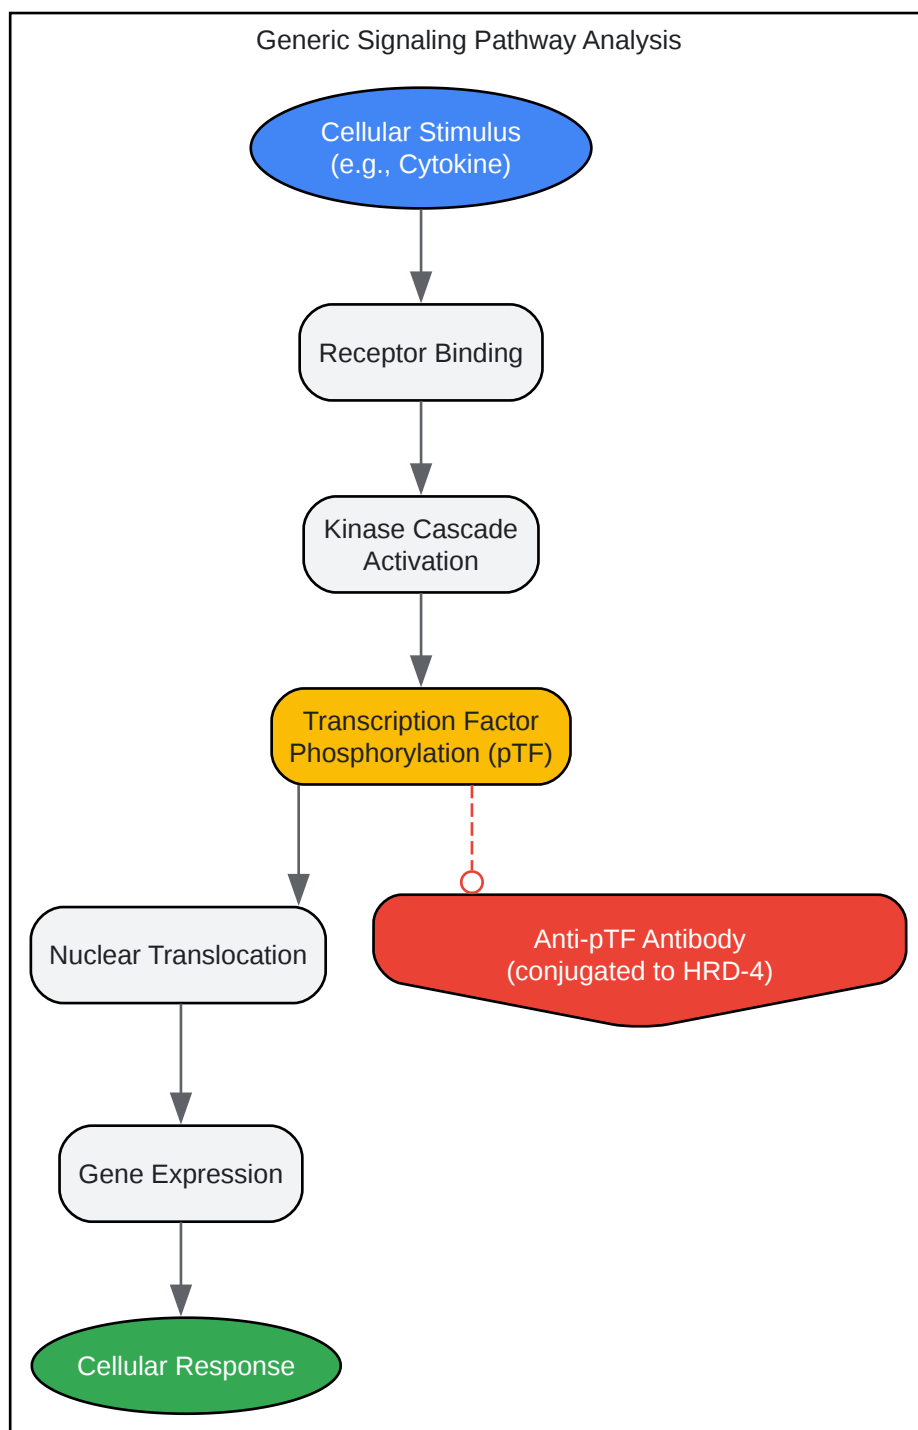 Generic Signaling Pathway Analysis
Cellular Stimulus
(e.g., Cytokine)
Receptor Binding
Kinase Cascade
Activation
Transcription Factor
Phosphorylation (pTF)
Nuclear Translocation
Anti-pTF Antibody
(conjugated to HRD-4)
Gene Expression
Cellular Response